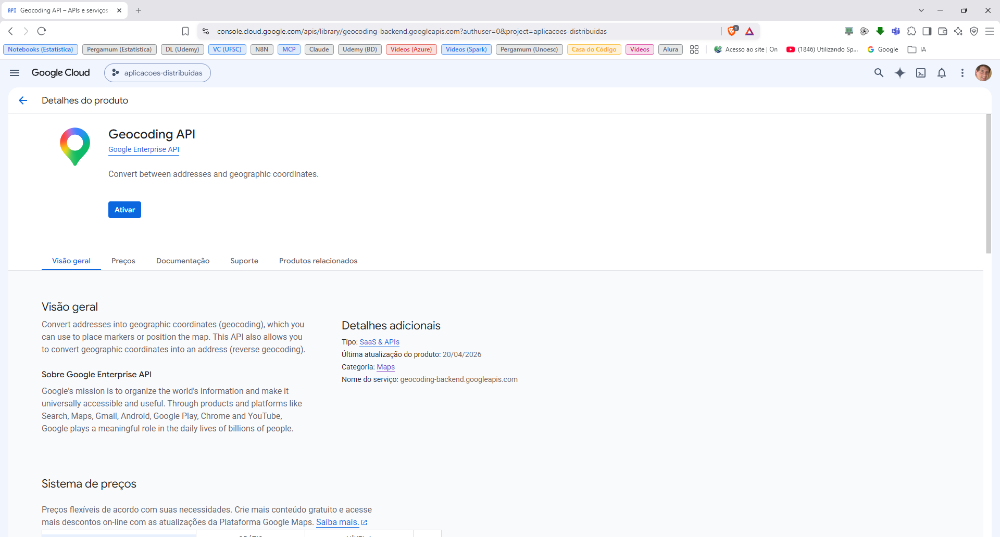 API Geocoding API – APIs e serviços
console.cloud.google.com/apis/library/geocoding-backend.googleapis.com?authuser=0&project=aplicacoes-distribuidas
1
Notebooks (Estatística) Pergamum (Estatística) DL (Udemy) VC (UFSC) N8N MCP Claude Udemy (BD) Vídeos (Azure) Vídeos (Spark) Pergamum (Unoesc) Casa do Código Vídeos Alura Acesso ao site | On (1846) Utilizando Sp... Google IA
Google Cloud aplicacoes-distribuidas
Detalhes do produto
Geocoding API
Google Enterprise API
Convert between addresses and geographic coordinates.
Ativar
Visão geral Preços Documentação Suporte Produtos relacionados
Visão geral
Convert addresses into geographic coordinates (geocoding), which you
can use to place markers or position the map. This API also allows you
to convert geographic coordinates into an address (reverse geocoding).
Sobre Google Enterprise API
Google's mission is to organize the world's information and make it
universally accessible and useful. Through products and platforms like
Search, Maps, Gmail, Android, Google Play, Chrome and YouTube,
Google plays a meaningful role in the daily lives of billions of people.
Detalhes adicionais
Tipo: SaaS & APIs
Última atualização do produto: 20/04/2026
Categoria: Maps
Nome do serviço: geocoding-backend.googleapis.com
Sistema de preços
Preços flexíveis de acordo com suas necessidades. Crie mais conteúdo gratuito e acesse
mais descontos on-line com as atualizações da Plataforma Google Maps. Saiba mais.